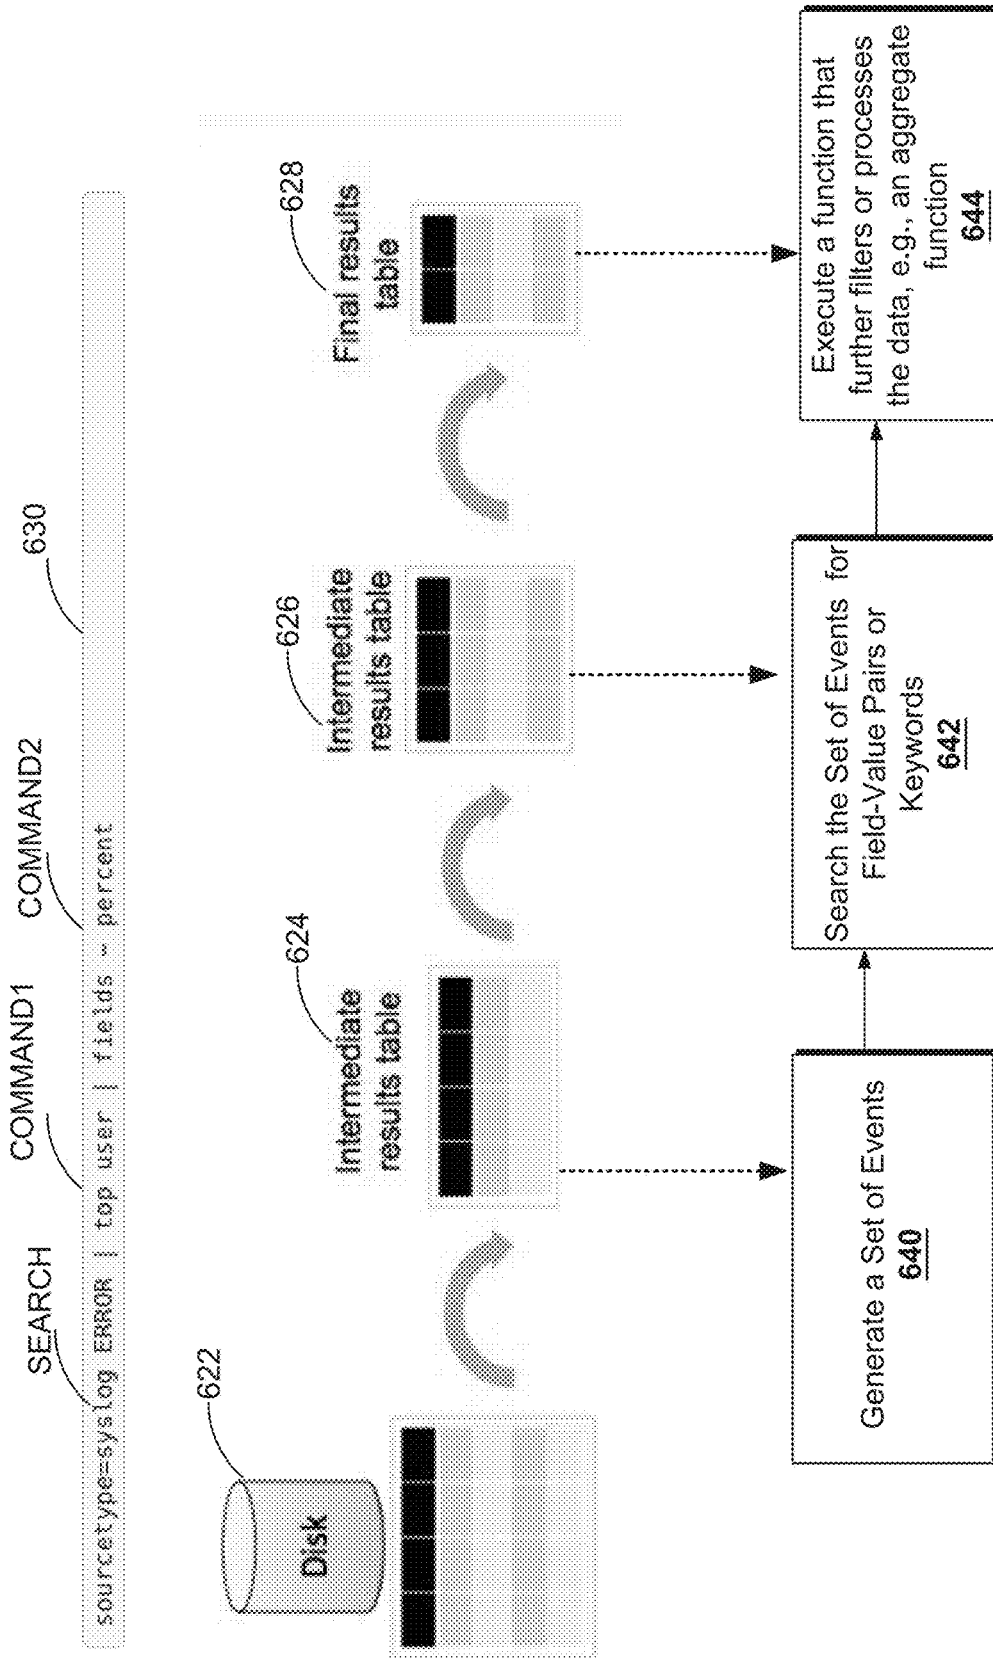 SEARCH
COMMAND1
COMMAND2
630
sourcetype=syslog ERROR | top user | fields - percent
622
Disk
624
Intermediate
results table
626
Intermediate
results table
628
Final results
table
Generate a Set of Events
640
Search the Set of Events for
Field-Value Pairs or
Keywords
642
Execute a function that
further filters or processes
the data, e.g., an aggregate
function
644